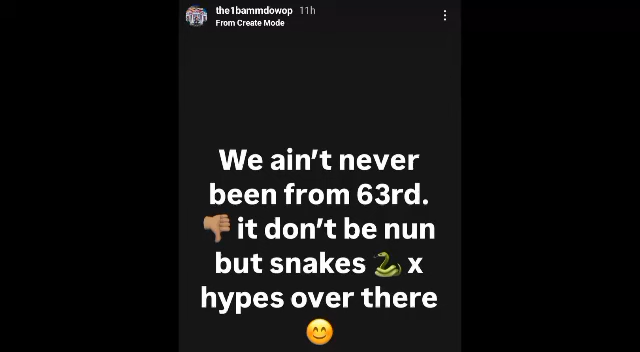 the1bammdowop 11h
From Create Mode
We ain't never
been from 63rd.
👎🏽 it don't be nun
but snakes 🐍 x
hypes over there
😊